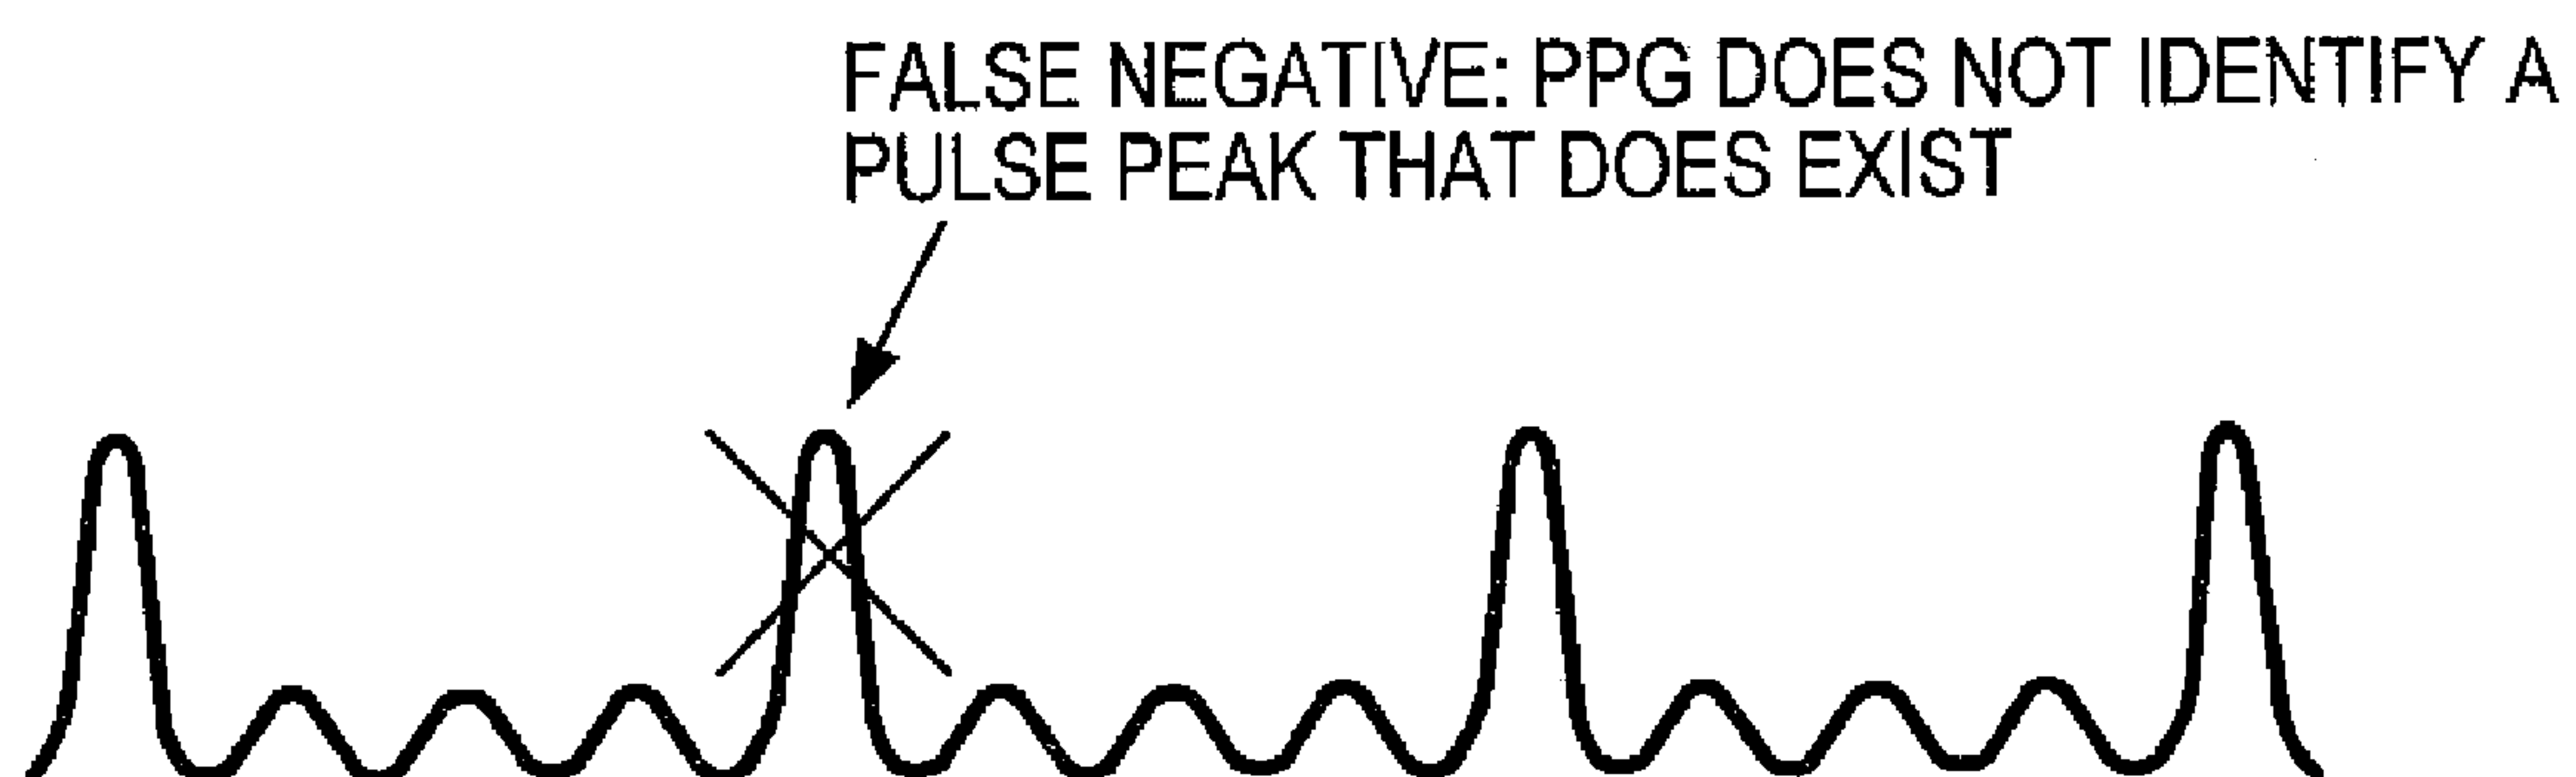 FALSE NEGATIVE: PPG DOES NOT IDENTIFY A
PULSE PEAK THAT DOES EXIST